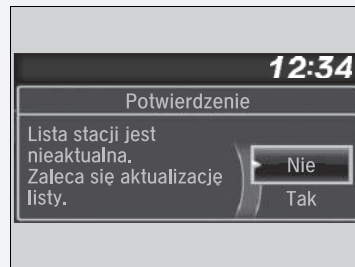 12:34
Potwierdzenie
Lista stacji jest
nieaktualna.
Zaleca się aktualizację
listy.
Nie
Tak